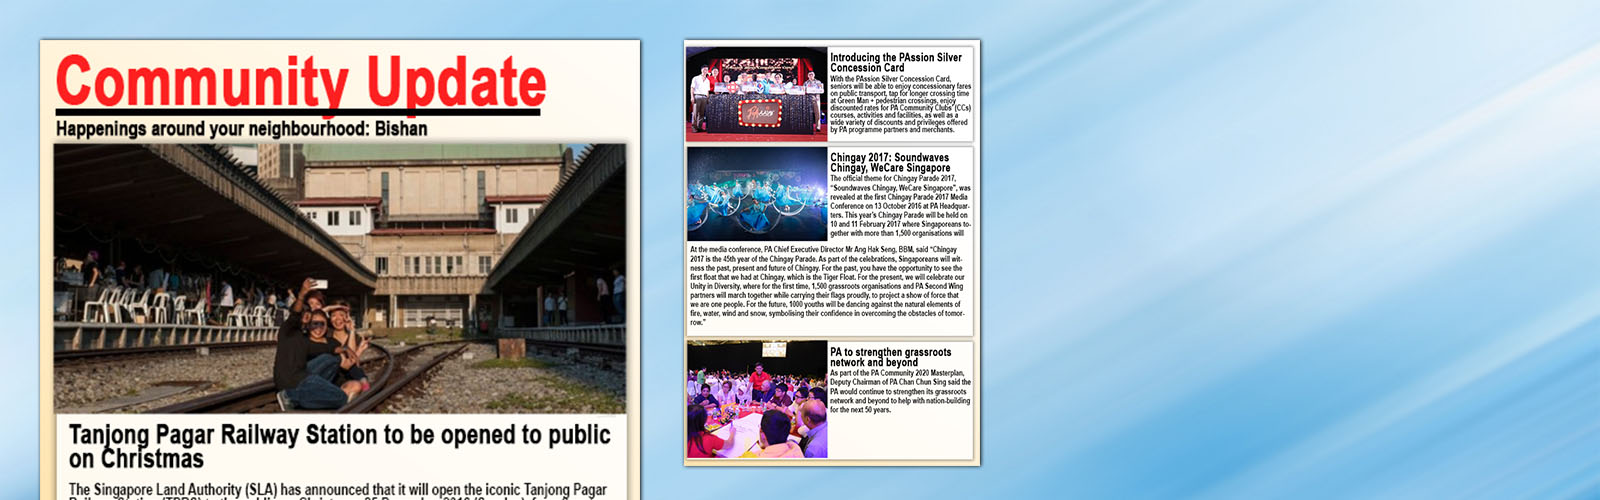 Community Update
Happenings around your neighbourhood: Bishan
Tanjong Pagar Railway Station to be opened to public
on Christmas
The Singapore Land Authority (SLA) has announced that it will open the iconic Tanjong Pagar
Introducing the PAssion Silver
Concession Card
With the PAssion Silver Concession Card,
seniors will be able to enjoy concessionary fares
on public transport, tap for longer crossing time
at Green Man + pedestrian crossings, enjoy
discounted rates for PA Community Clubs' (CCs)
courses, activities and facilities, as well as a
wide variety of discounts and privileges offered
by PA programme partners and merchants.
Chingay 2017: Soundwaves
Chingay, WeCare Singapore
The official theme for Chingay Parade 2017,
"Soundwaves Chingay, WeCare Singapore", was
revealed at the first Chingay Parade 2017 Media
Conference on 13 October 2016 at PA Headquar-
ters. This year's Chingay Parade will be held on
10 and 11 February 2017 where Singaporeans to-
gether with more than 1,500 organisations will
At the media conference, PA Chief Executive Director Mr Ang Hak Seng, BBM, said "Chingay
2017 is the 45th year of the Chingay Parade. As part of the celebrations, Singaporeans will wit-
ness the past, present and future of Chingay. For the past, you have the opportunity to see the
first float that we had at Chingay, which is the Tiger Float. For the present, we will celebrate our
Unity in Diversity, where for the first time, 1,500 grassroots organisations and PA Second Wing
partners will march together while carrying their flags proudly, to project a show of force that
we are one people. For the future, 1000 youths will be dancing against the natural elements of
fire, water, wind and snow, symbolising their confidence in overcoming the obstacles of tomor-
row."
PA to strengthen grassroots
network and beyond
As part of the PA Community 2020 Masterplan,
Deputy Chairman of PA Chan Chun Sing said the
PA would continue to strengthen its grassroots
network and beyond to help with nation-building
for the next 50 years.